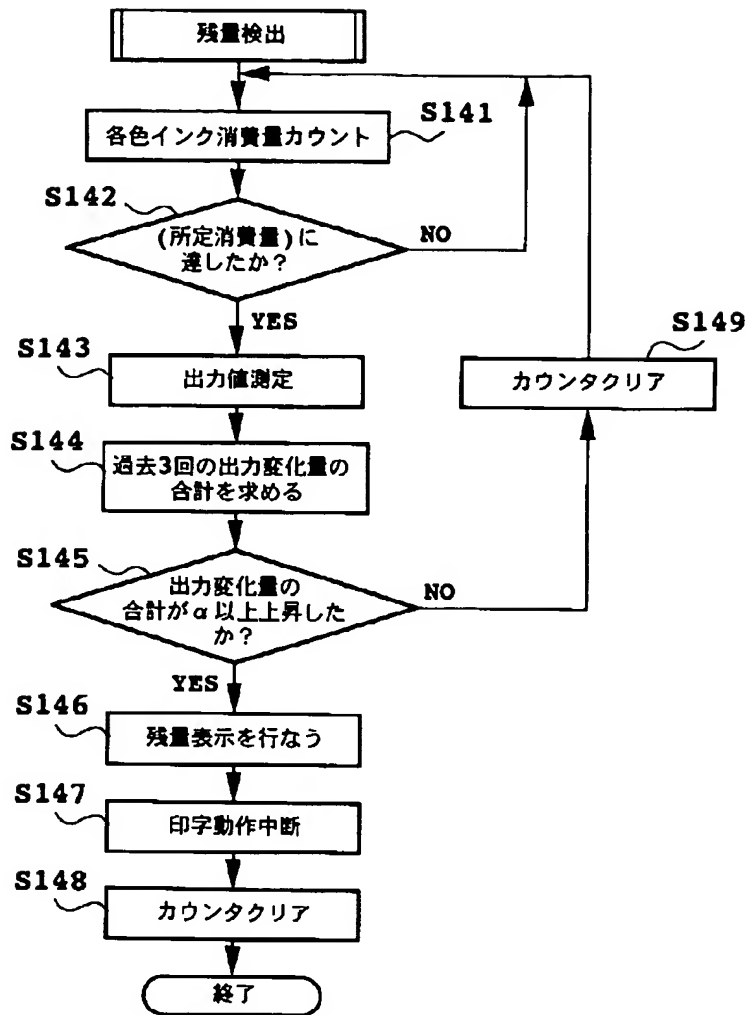 残量検出
S141
各色インク消費量カウント
S142
(所定消費量)に
達したか?
NO
YES
S143
出力値測定
S149
カウンタクリア
S144
過去3回の出力変化量の
合計を求める
S145
出力変化量の
合計がα以上上昇した
か?
NO
YES
S146
残量表示を行なう
S147
印字動作中断
S148
カウンタクリア
終了